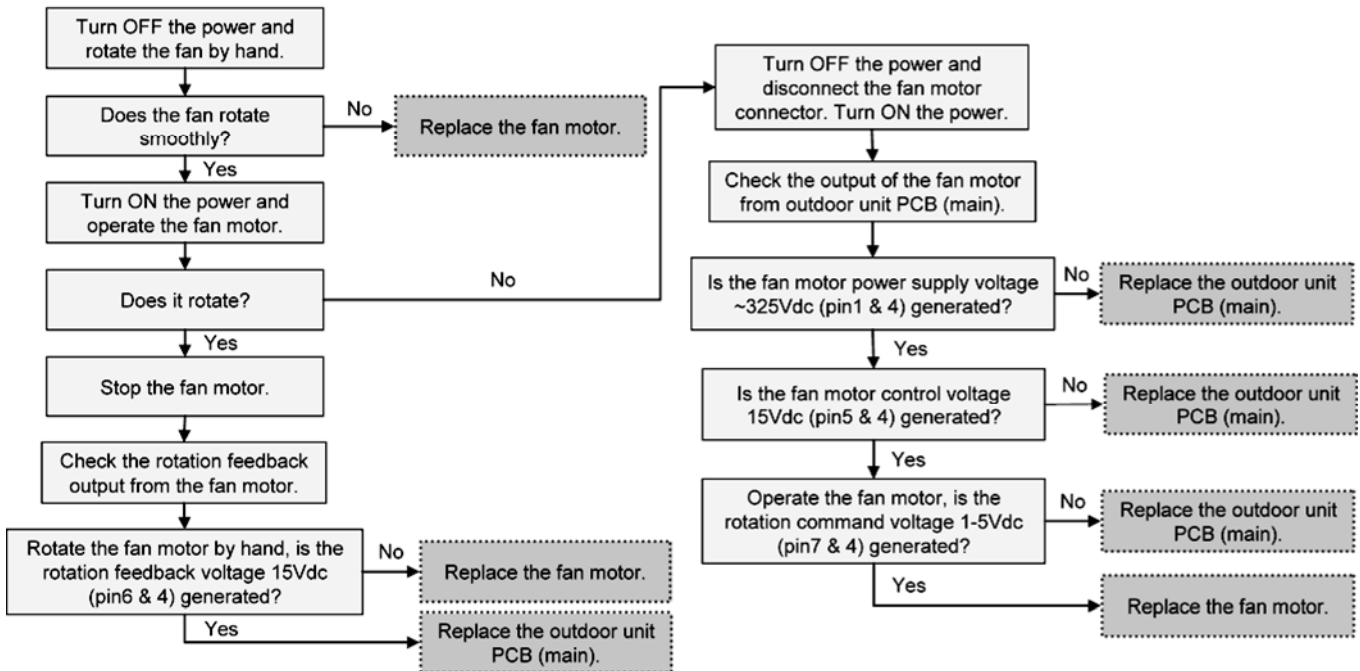 Turn OFF the power and
rotate the fan by hand.
Does the fan rotate
smoothly?
No
Replace the fan motor.
Yes
Turn ON the power and
operate the fan motor.
Does it rotate?
No
Yes
Stop the fan motor.
Check the rotation feedback
output from the fan motor.
Rotate the fan motor by hand, is the
rotation feedback voltage 15Vdc
(pin6 & 4) generated?
No
Replace the fan motor.
Yes
Replace the outdoor unit
PCB (main).
Turn OFF the power and
disconnect the fan motor
connector. Turn ON the power.
Check the output of the fan motor
from outdoor unit PCB (main).
Is the fan motor power supply voltage
~325Vdc (pin1 & 4) generated?
No
Replace the outdoor unit
PCB (main).
Yes
Is the fan motor control voltage
15Vdc (pin5 & 4) generated?
No
Replace the outdoor unit
PCB (main).
Yes
Operate the fan motor, is the
rotation command voltage 1-5Vdc
(pin7 & 4) generated?
No
Replace the outdoor unit
PCB (main).
Yes
Replace the fan motor.